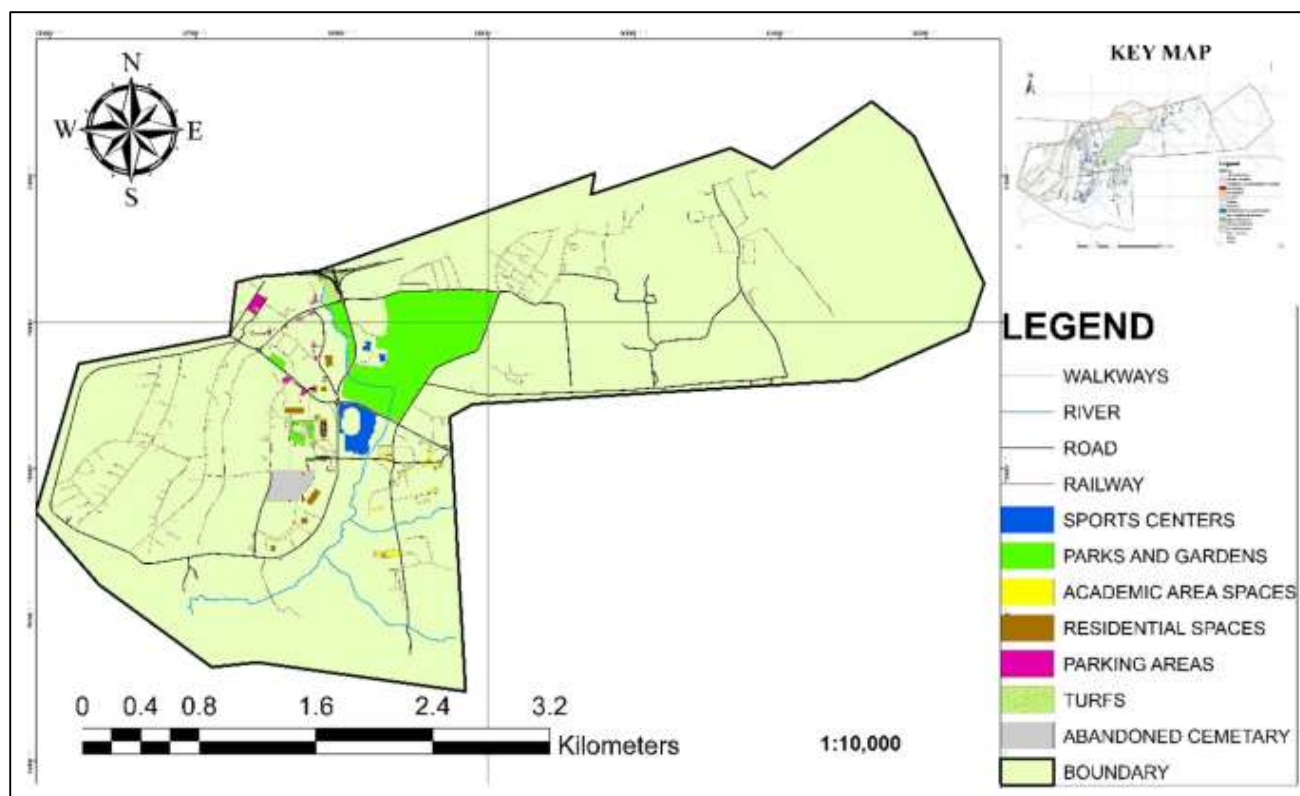 N
W E
S
KEY MAP
Legend
LEGEND
WALKWAYS
RIVER
ROAD
RAILWAY
SPORTS CENTERS
PARKS AND GARDENS
ACADEMIC AREA SPACES
RESIDENTIAL SPACES
PARKING AREAS
TURFS
ABANDONED CEMETARY
BOUNDARY
0 0.4 0.8 1.6 2.4 3.2
Kilometers
1:10,000